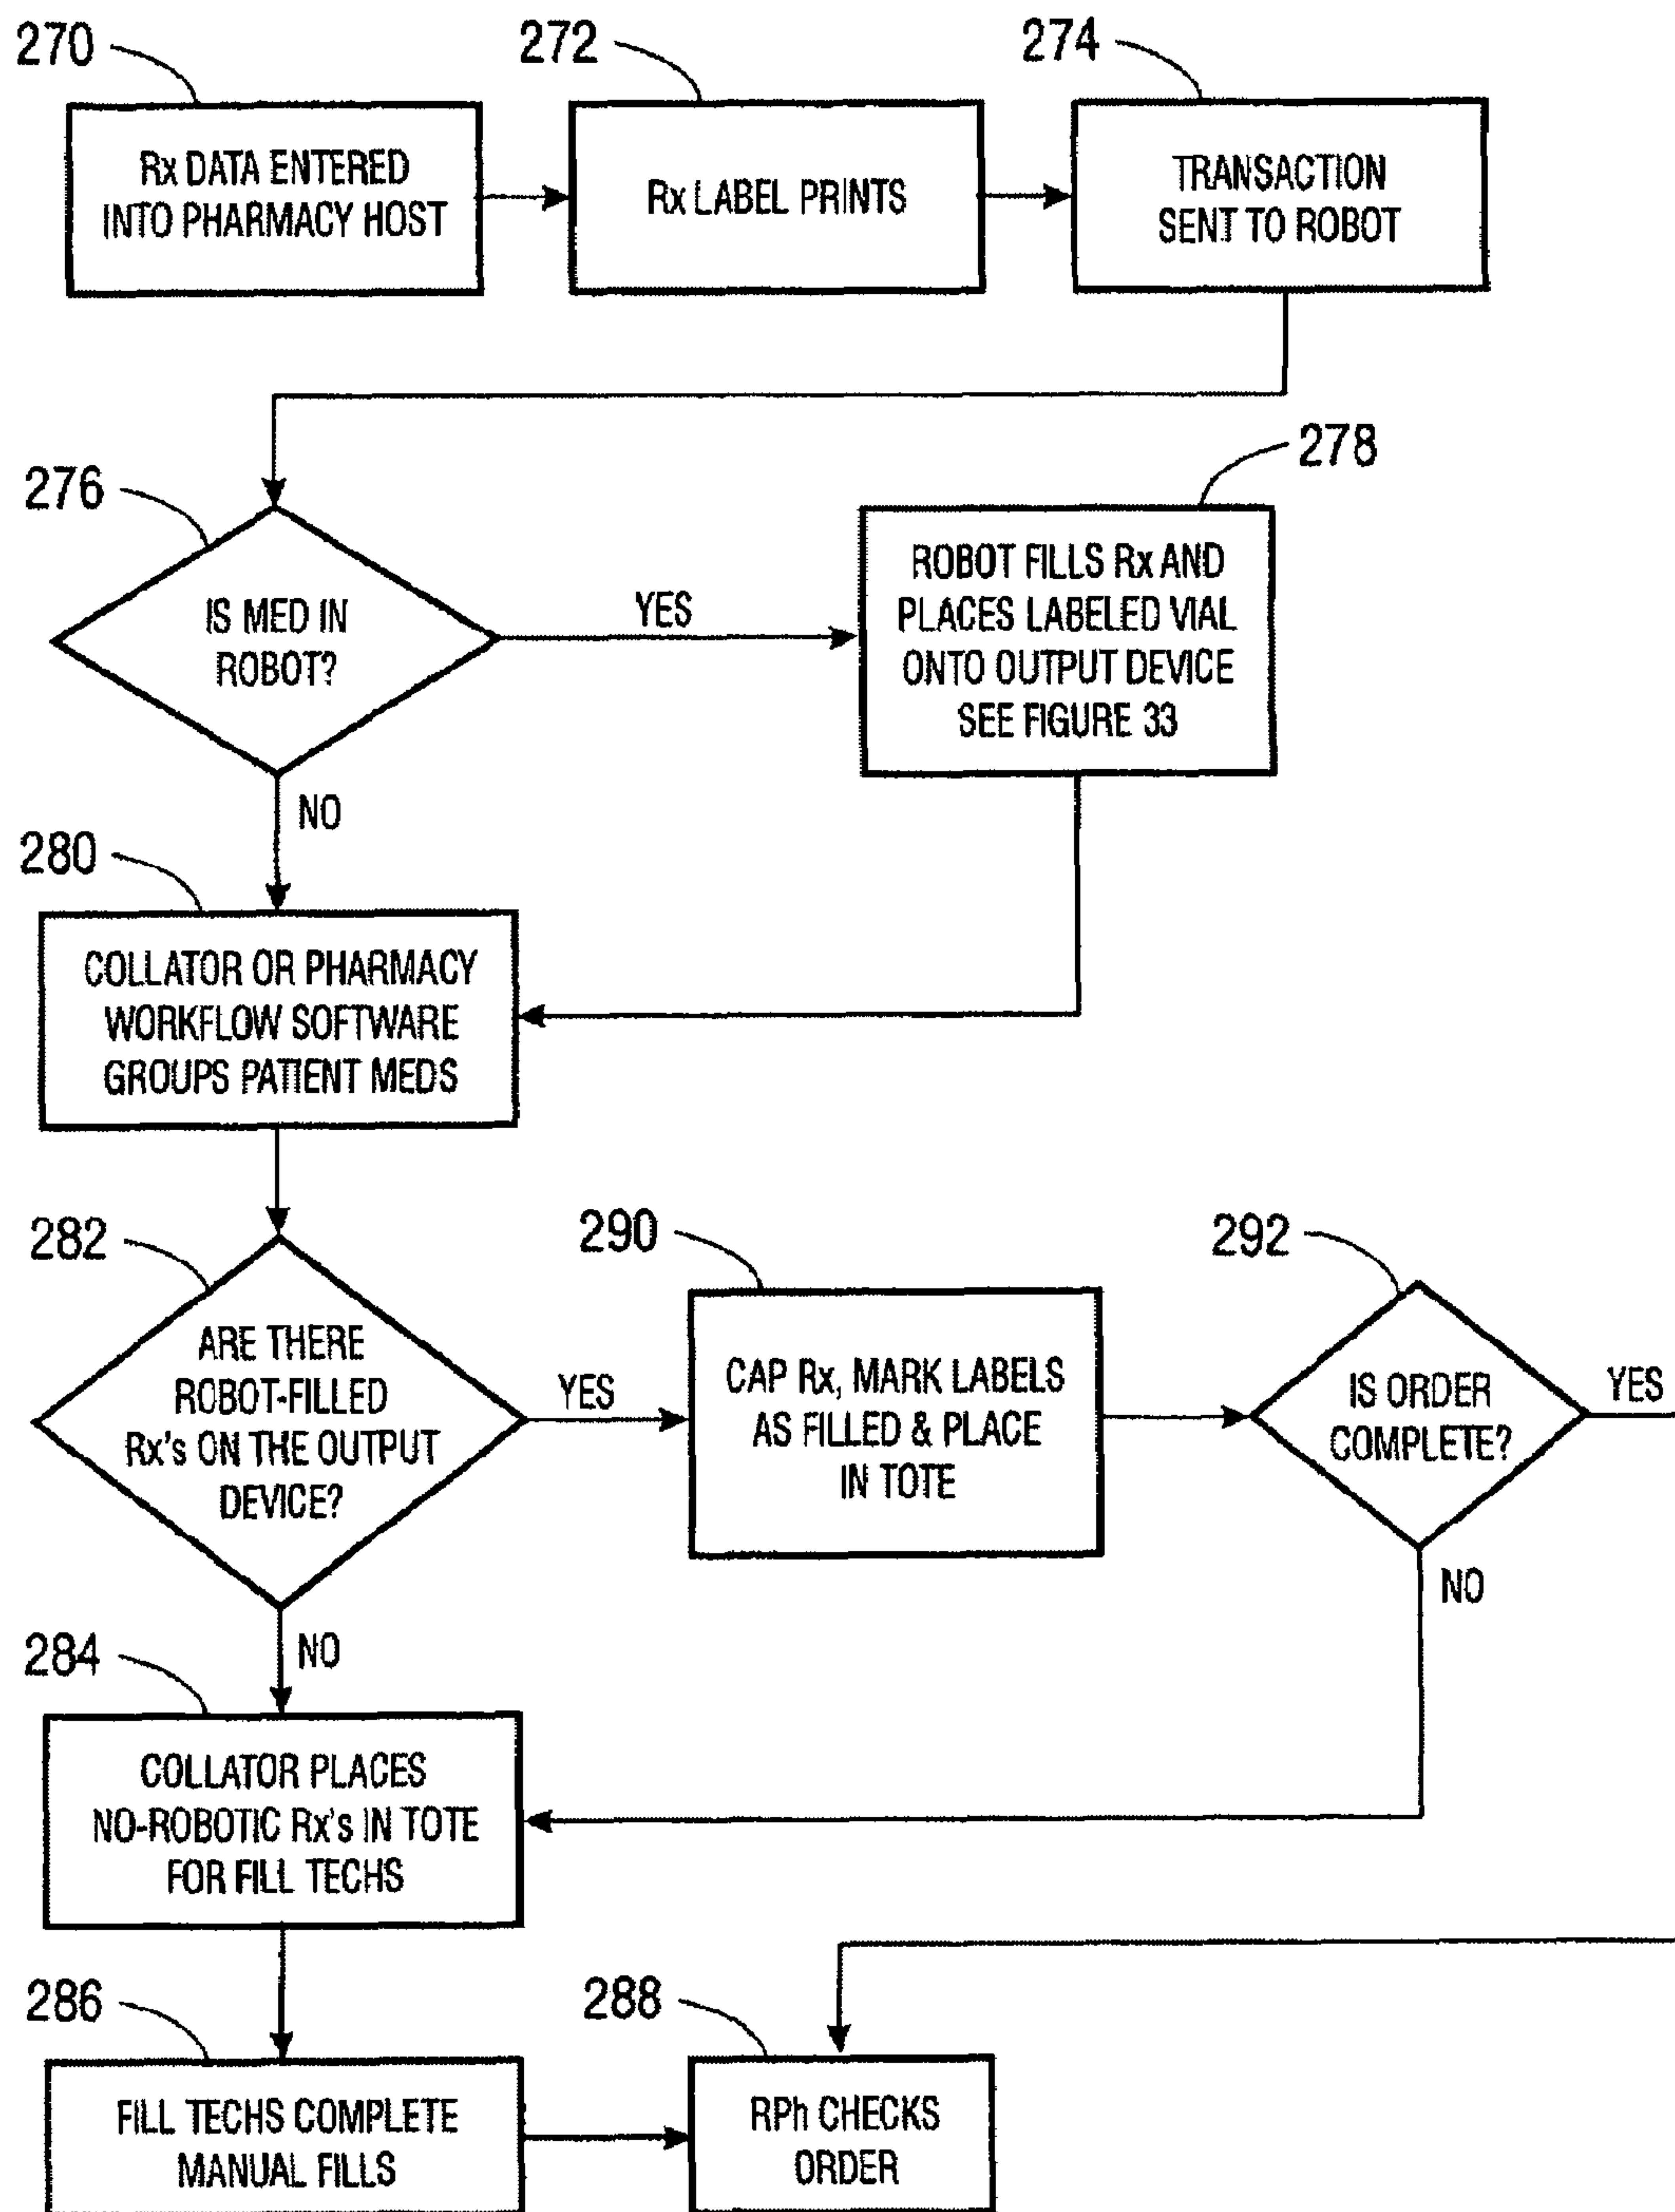 270
272
274
Rx DATA ENTERED
INTO PHARMACY HOST
Rx LABEL PRINTS
TRANSACTION
SENT TO ROBOT
276
278
IS MED IN
ROBOT?
YES
ROBOT FILLS Rx AND
PLACES LABELED VIAL
ONTO OUTPUT DEVICE
SEE FIGURE 33
NO
280
COLLATOR OR PHARMACY
WORKFLOW SOFTWARE
GROUPS PATIENT MEDS
282
290
292
ARE THERE
ROBOT-FILLED
Rx's ON THE OUTPUT
DEVICE?
YES
CAP Rx, MARK LABELS
AS FILLED & PLACE
IN TOTE
IS ORDER
COMPLETE?
YES
NO
NO
284
COLLATOR PLACES
NO-ROBOTIC Rx's IN TOTE
FOR FILL TECHS
286
288
FILL TECHS COMPLETE
MANUAL FILLS
RPh CHECKS
ORDER